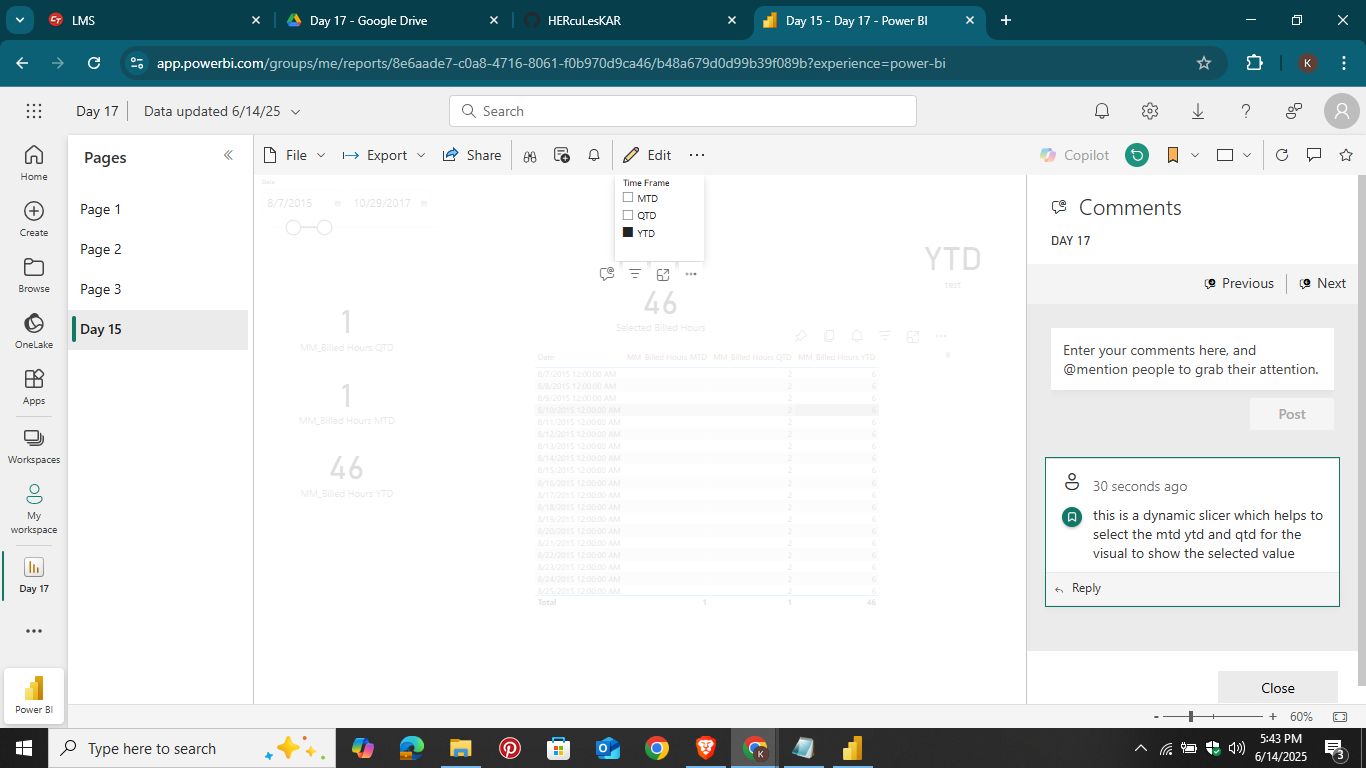 LMS
Day 17 - Google Drive
HERcuLesKAR
Day 15 - Day 17 - Power BI
app.powerbi.com/groups/me/reports/8e6aade7-c0a8-4716-8061-f0b970d9ca46/b48a679d0d99b39f089b?experience=power-bi
K
Day 17
Data updated 6/14/25
Search
Home
Create
Browse
OneLake
Apps
Workspaces
My
workspace
Day 17
Power BI
Pages
Page 1
Page 2
Page 3
Day 15
File
Export
Share
Edit
Copilot
Date
8/7/2015
10/29/2017
Time Frame
MTD
QTD
YTD
YTD
test
46
Selected Billed Hours
1
MM_Billed Hours QTD
1
MM_Billed Hours MTD
46
MM_Billed Hours YTD
Date MM_Billed Hours MTD MM_Billed Hours QTD MM_Billed Hours YTD
8/7/2015 12:00:00 AM 2 6
8/8/2015 12:00:00 AM 2 6
8/9/2015 12:00:00 AM 2 6
8/10/2015 12:00:00 AM 2 6
8/11/2015 12:00:00 AM 2 6
8/12/2015 12:00:00 AM 2 6
8/13/2015 12:00:00 AM 2 6
8/14/2015 12:00:00 AM 2 6
8/15/2015 12:00:00 AM 2 6
8/16/2015 12:00:00 AM 2 6
8/17/2015 12:00:00 AM 2 6
8/18/2015 12:00:00 AM 2 6
8/19/2015 12:00:00 AM 2 6
8/20/2015 12:00:00 AM 2 6
8/21/2015 12:00:00 AM 2 6
8/22/2015 12:00:00 AM 2 6
8/23/2015 12:00:00 AM 2 6
8/24/2015 12:00:00 AM 2 6
8/25/2015 12:00:00 AM 2 6
Total 1 1 46
Comments
DAY 17
Previous
Next
Enter your comments here, and
@mention people to grab their attention.
Post
30 seconds ago
this is a dynamic slicer which helps to
select the mtd ytd and qtd for the
visual to show the selected value
Reply
Close
- + 60%
Type here to search
K
5:43 PM
6/14/2025
3